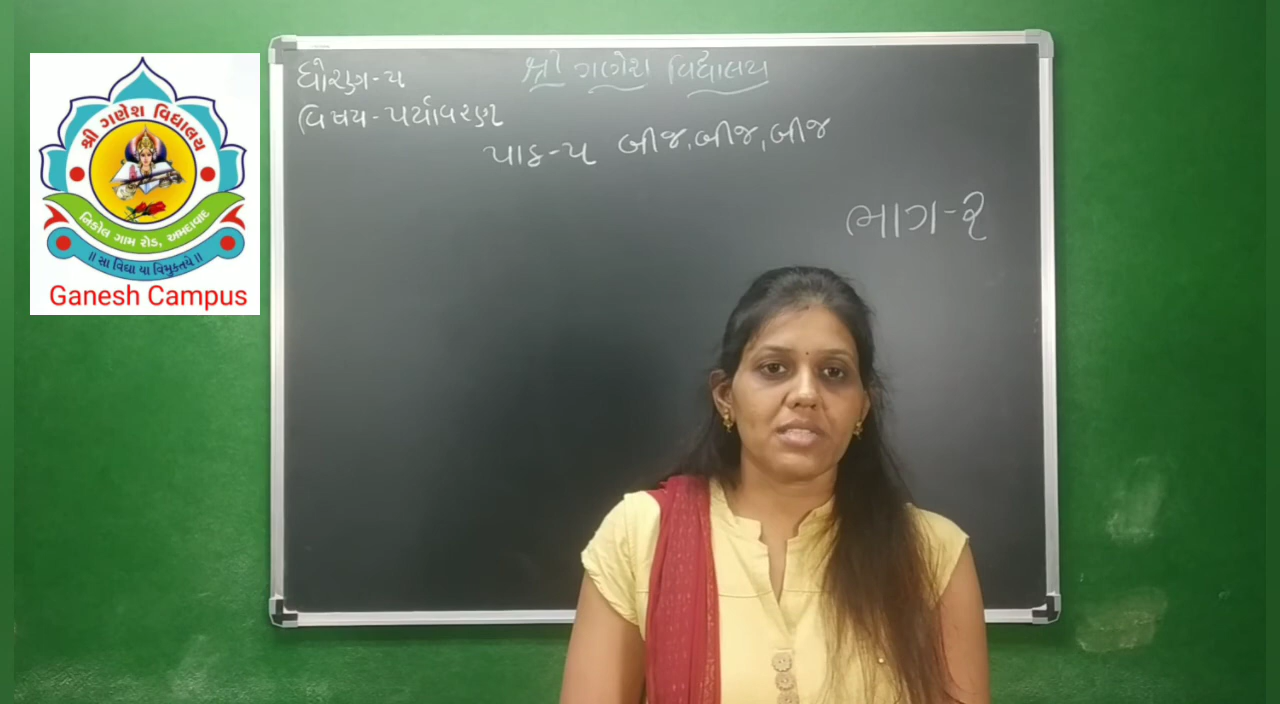 શ્રી ગણેશ વિદ્યાલય
નિકોલ ગામ રોડ, અમદાવાદ
॥ સા વિદ્યા યા વિમુક્તયે ॥
Ganesh Campus
શ્રી ગણેશ વિદ્યાલય
ધોરણ-૫
વિષય-પર્યાવરણ
પાઠ-૫ બીજ,બીજ,બીજ
ભાગ-૨